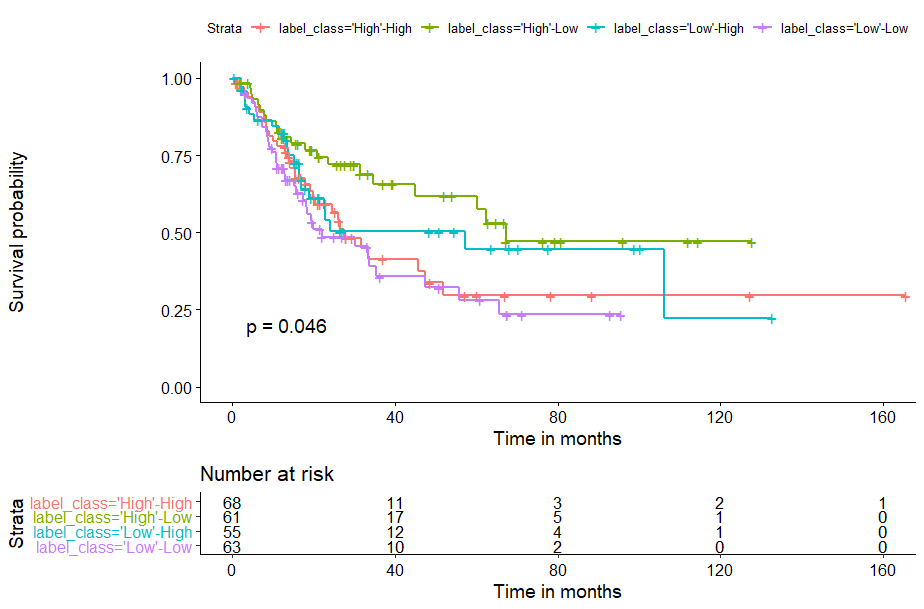 Strata label_class='High'-High label_class='High'-Low label_class='Low'-High label_class='Low'-Low
Survival probability
1.00
0.75
0.50
0.25
0.00
p = 0.046
0 40 80 120 160
Time in months
Number at risk
Strata
label_class='High'-High 68 11 3 2 1
label_class='High'-Low 61 17 5 1 0
label_class='Low'-High 55 12 4 1 0
label_class='Low'-Low 63 10 2 0 0
0 40 80 120 160
Time in months